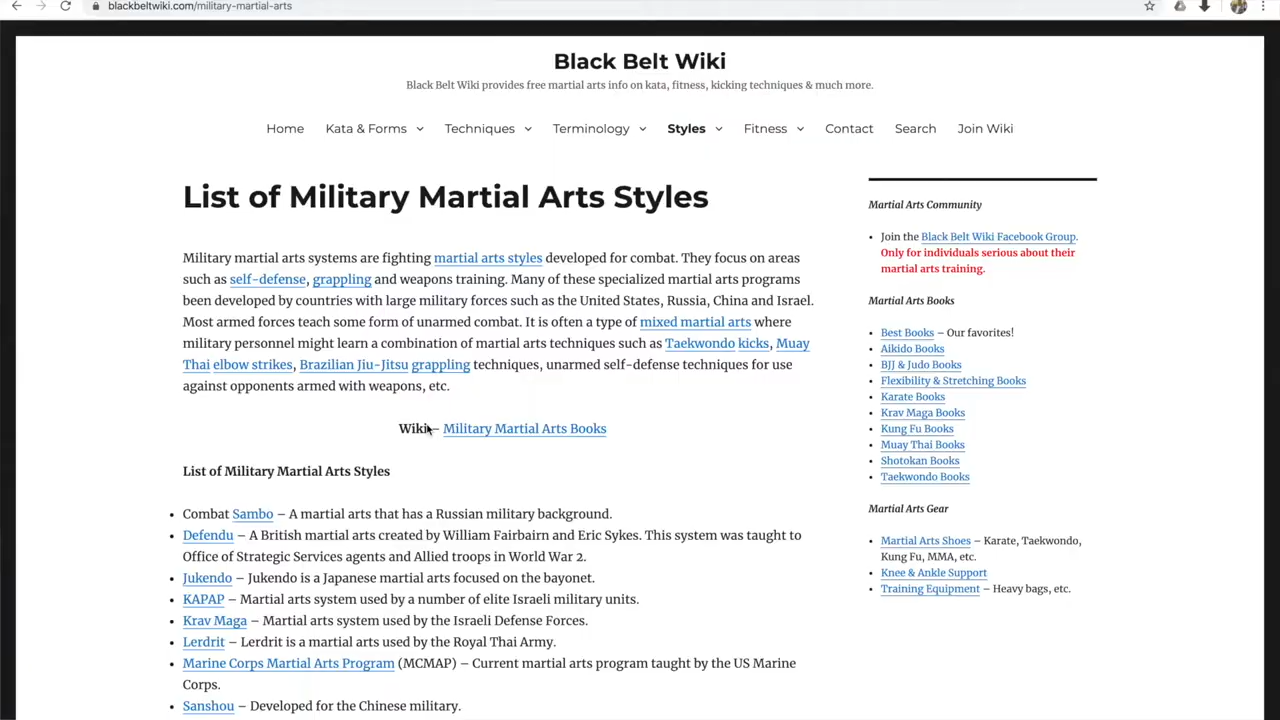 blackbeltwiki.com/military-martial-arts
Black Belt Wiki
Black Belt Wiki provides free martial arts info on kata, fitness, kicking techniques & much more.
Home Kata & Forms Techniques Terminology Styles Fitness Contact Search Join Wiki
List of Military Martial Arts Styles
Military martial arts systems are fighting martial arts styles developed for combat. They focus on areas
such as self-defense, grappling and weapons training. Many of these specialized martial arts programs
been developed by countries with large military forces such as the United States, Russia, China and Israel.
Most armed forces teach some form of unarmed combat. It is often a type of mixed martial arts where
military personnel might learn a combination of martial arts techniques such as Taekwondo kicks, Muay
Thai elbow strikes, Brazilian Jiu-Jitsu grappling techniques, unarmed self-defense techniques for use
against opponents armed with weapons, etc.
Wiki – Military Martial Arts Books
List of Military Martial Arts Styles
• Combat Sambo – A martial arts that has a Russian military background.
• Defendu – A British martial arts created by William Fairbairn and Eric Sykes. This system was taught to
Office of Strategic Services agents and Allied troops in World War 2.
• Jukendo – Jukendo is a Japanese martial arts focused on the bayonet.
• KAPAP – Martial arts system used by a number of elite Israeli military units.
• Krav Maga – Martial arts system used by the Israeli Defense Forces.
• Lerdrit – Lerdrit is a martial arts used by the Royal Thai Army.
• Marine Corps Martial Arts Program (MCMAP) – Current martial arts program taught by the US Marine
Corps.
• Sanshou – Developed for the Chinese military.
Martial Arts Community
• Join the Black Belt Wiki Facebook Group.
Only for individuals serious about their
martial arts training.
Martial Arts Books
• Best Books – Our favorites!
• Aikido Books
• BJJ & Judo Books
• Flexibility & Stretching Books
• Karate Books
• Krav Maga Books
• Kung Fu Books
• Muay Thai Books
• Shotokan Books
• Taekwondo Books
Martial Arts Gear
• Martial Arts Shoes – Karate, Taekwondo,
Kung Fu, MMA, etc.
• Knee & Ankle Support
• Training Equipment – Heavy bags, etc.